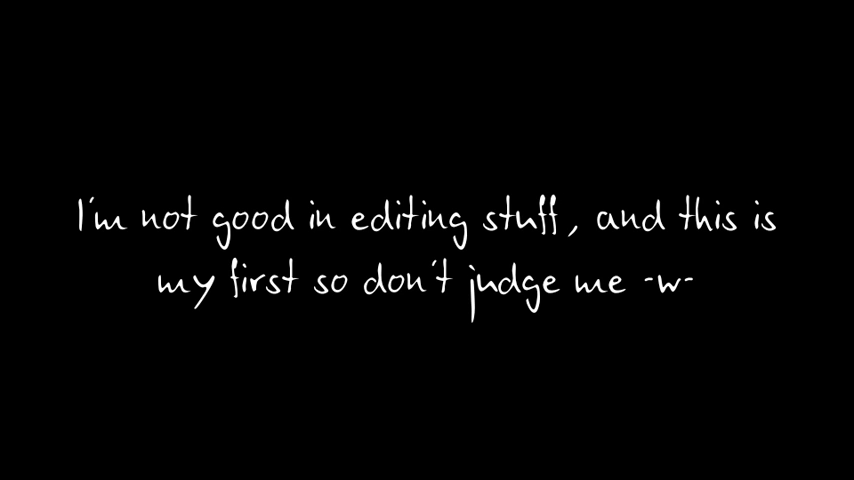 I'm not good in editing stuff, and this is
my first so don't judge me -w-